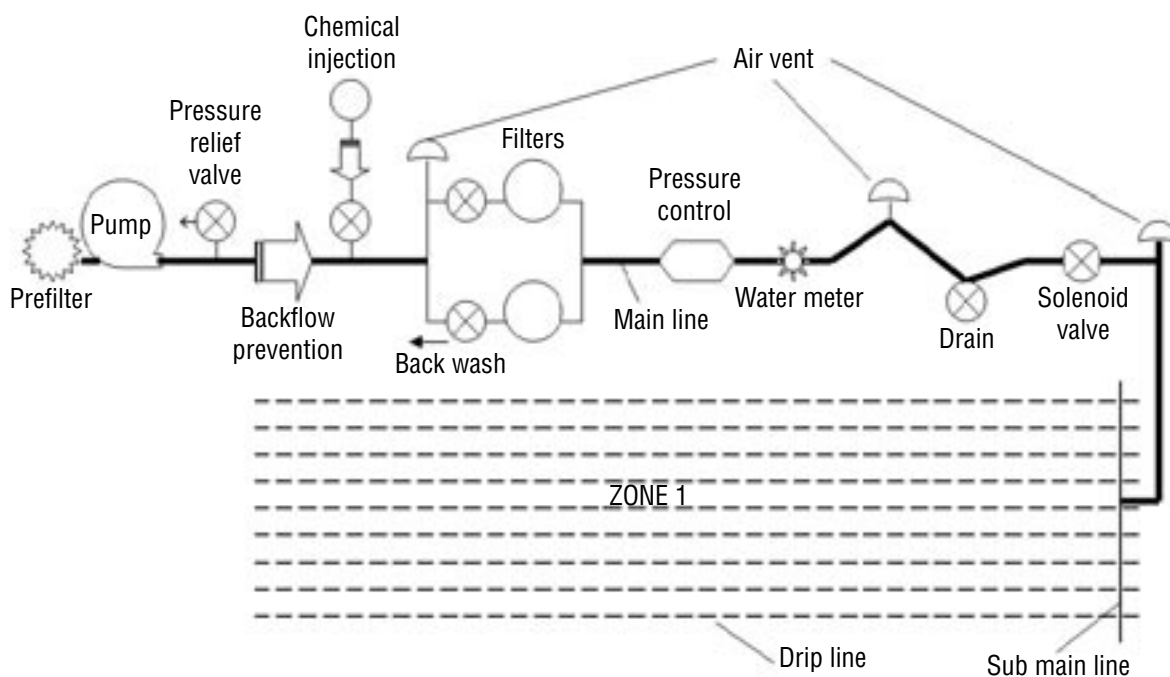 Chemical
injection
Air vent
Pressure
relief
valve
Filters
Pressure
control
Pump
Prefilter
Backflow
prevention
Back wash
Main line
Water meter
Drain
Solenoid
valve
ZONE 1
Drip line
Sub main line